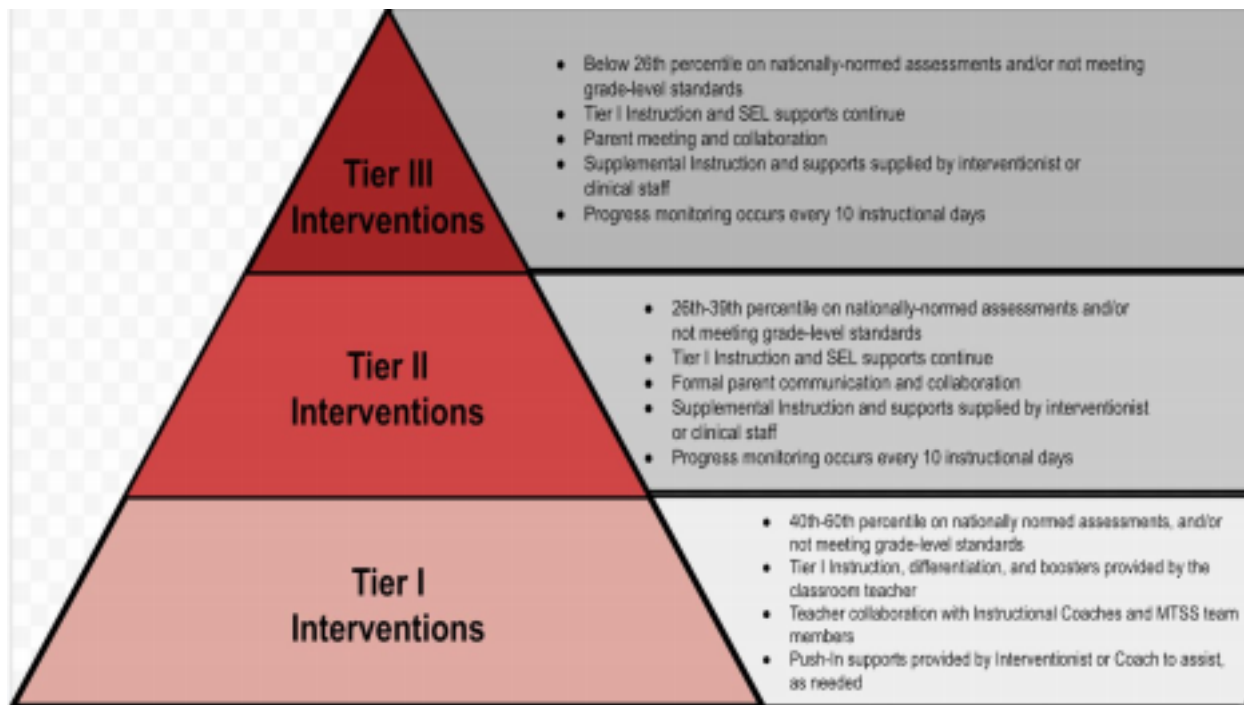 Tier III
Interventions
• Below 26th percentile on nationally-normed assessments and/or not meeting
grade-level standards
• Tier I Instruction and SEL supports continue
• Parent meeting and collaboration
• Supplemental Instruction and supports supplied by interventionist or
clinical staff
• Progress monitoring occurs every 10 instructional days
Tier II
Interventions
• 26th-39th percentile on nationally-normed assessments and/or
not meeting grade-level standards
• Tier I Instruction and SEL supports continue
• Formal parent communication and collaboration
• Supplemental Instruction and supports supplied by interventionist
or clinical staff
• Progress monitoring occurs every 10 instructional days
Tier I
Interventions
• 40th-60th percentile on nationally normed assessments, and/or
not meeting grade-level standards
• Tier I Instruction, differentiation, and boosters provided by the
classroom teacher
• Teacher collaboration with Instructional Coaches and MTSS team
members
• Push-In supports provided by Interventionist or Coach to assist,
as needed